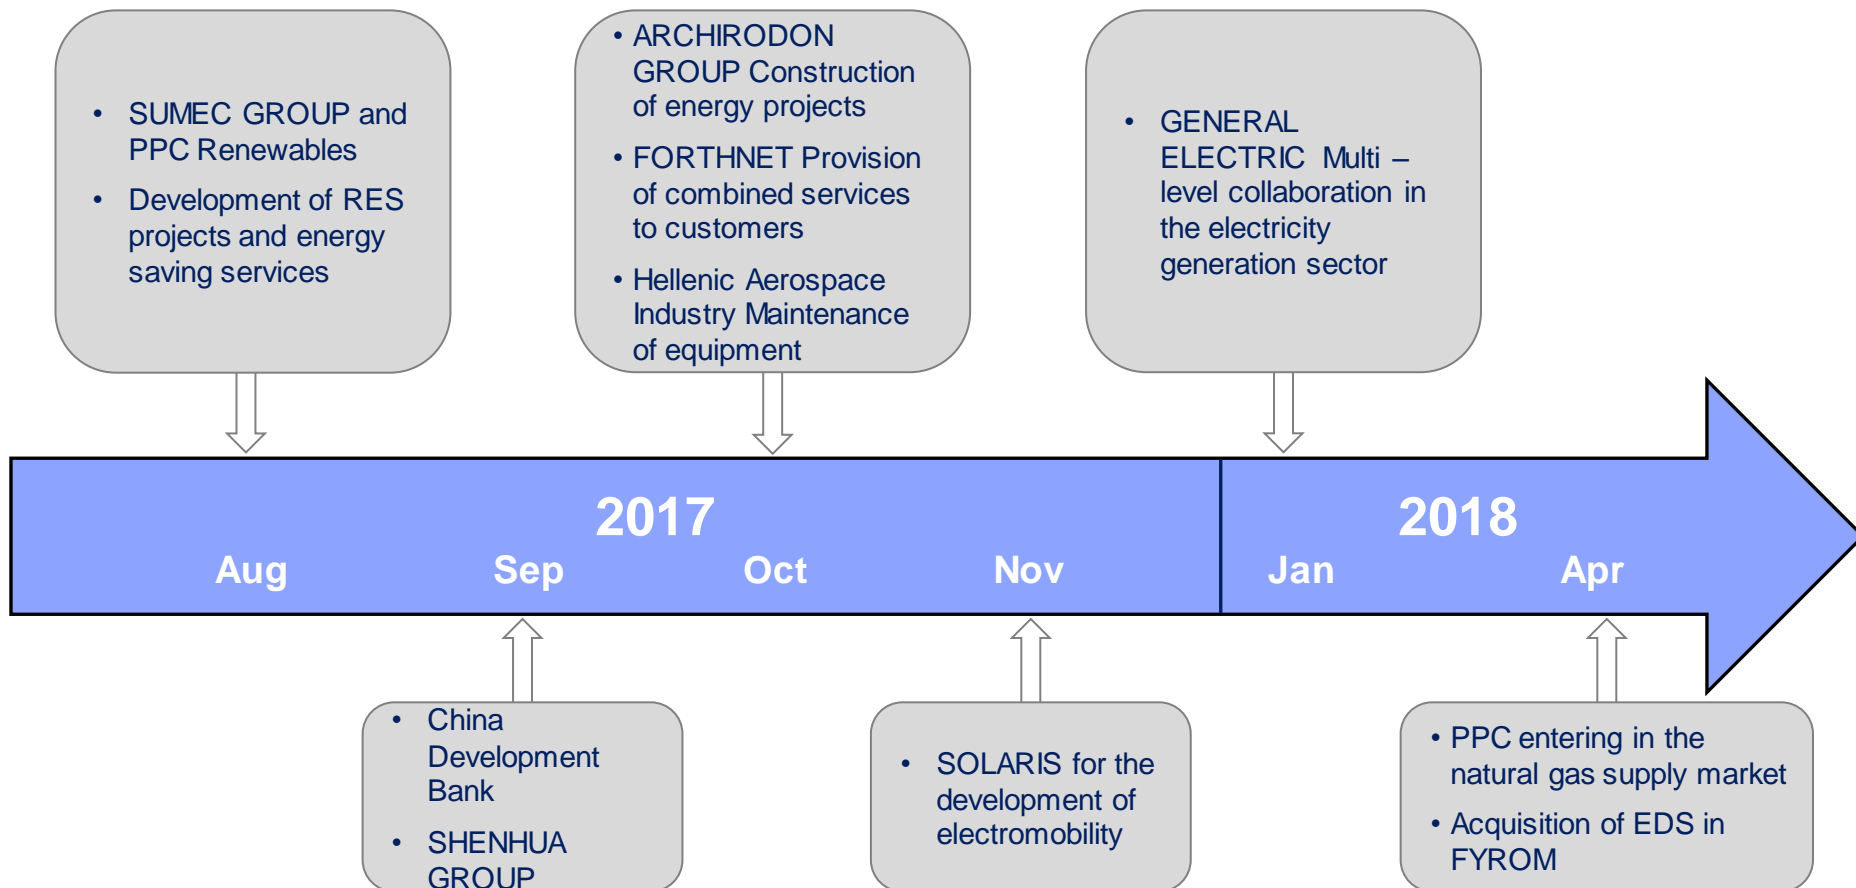 • SUMEC GROUP and
PPC Renewables
• Development of RES
projects and energy
saving services
• ARCHIRODON
GROUP Construction
of energy projects
• FORTHNET Provision
of combined services
to customers
• Hellenic Aerospace
Industry Maintenance
of equipment
• GENERAL
ELECTRIC Multi –
level collaboration in
the electricity
generation sector
2017
2018
Aug
Sep
Oct
Nov
Jan
Apr
• China
Development
Bank
• SHENHUA
GROUP
• SOLARIS for the
development of
electromobility
• PPC entering in the
natural gas supply market
• Acquisition of EDS in
FYROM